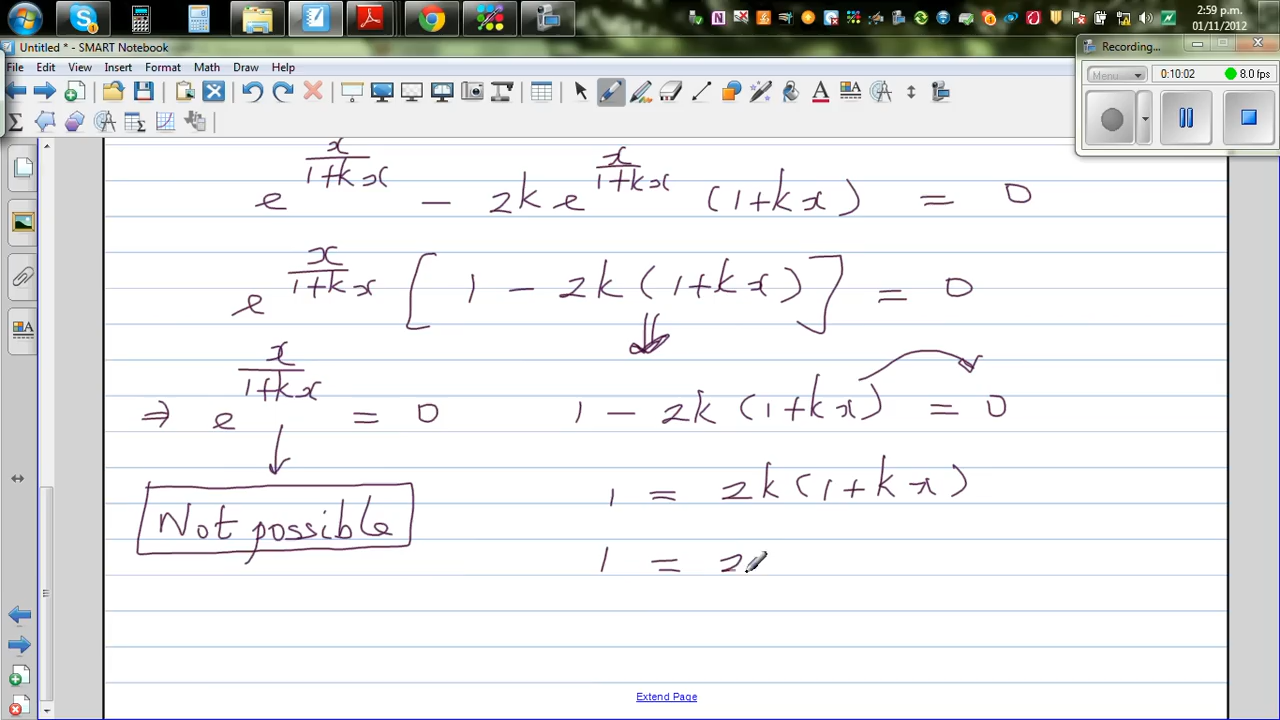 2:59 p.m.
01/11/2012
Untitled * - SMART Notebook
Recording...
File Edit View Insert Format Math Draw Help
Menu
0:10:02
8.0 fps
e^(x/(1+kx)) - 2k e^(x/(1+kx)) (1+kx) = 0
e^(x/(1+kx)) [ 1 - 2k (1+kx) ] = 0
⇒ e^(x/(1+kx)) = 0
1 - 2k (1+kx) = 0
Not possible
1 = 2k(1+kx)
1 = 2
Extend Page